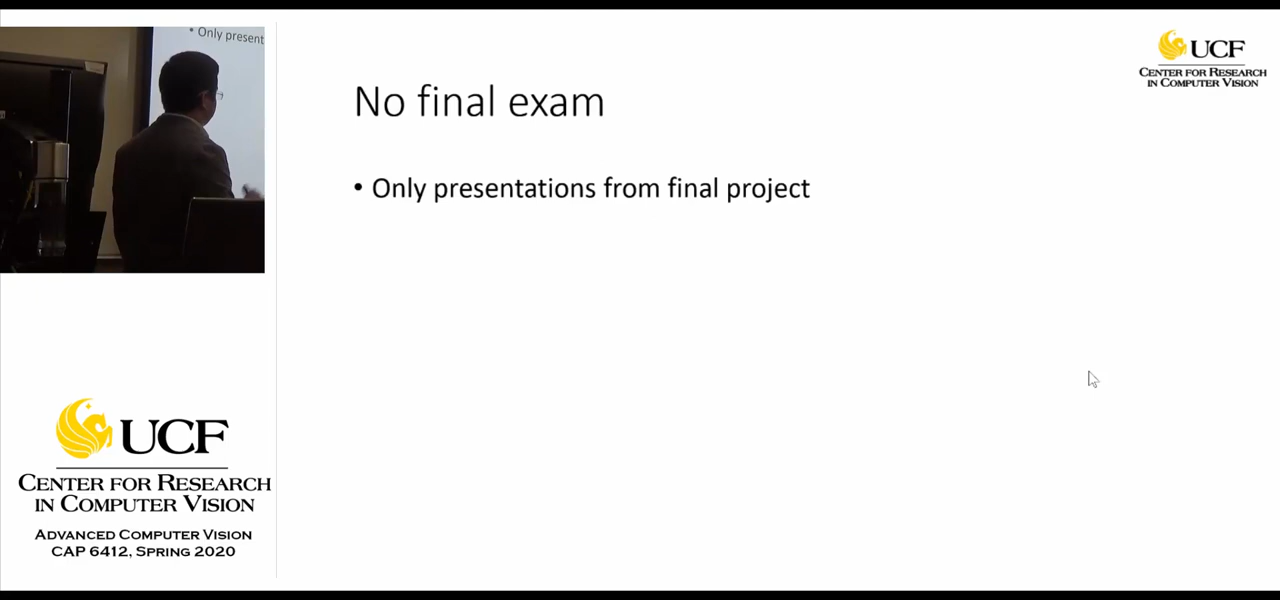 • Only present
UCF
CENTER FOR RESEARCH
IN COMPUTER VISION
No final exam
• Only presentations from final project
UCF
CENTER FOR RESEARCH
IN COMPUTER VISION
ADVANCED COMPUTER VISION
CAP 6412, SPRING 2020